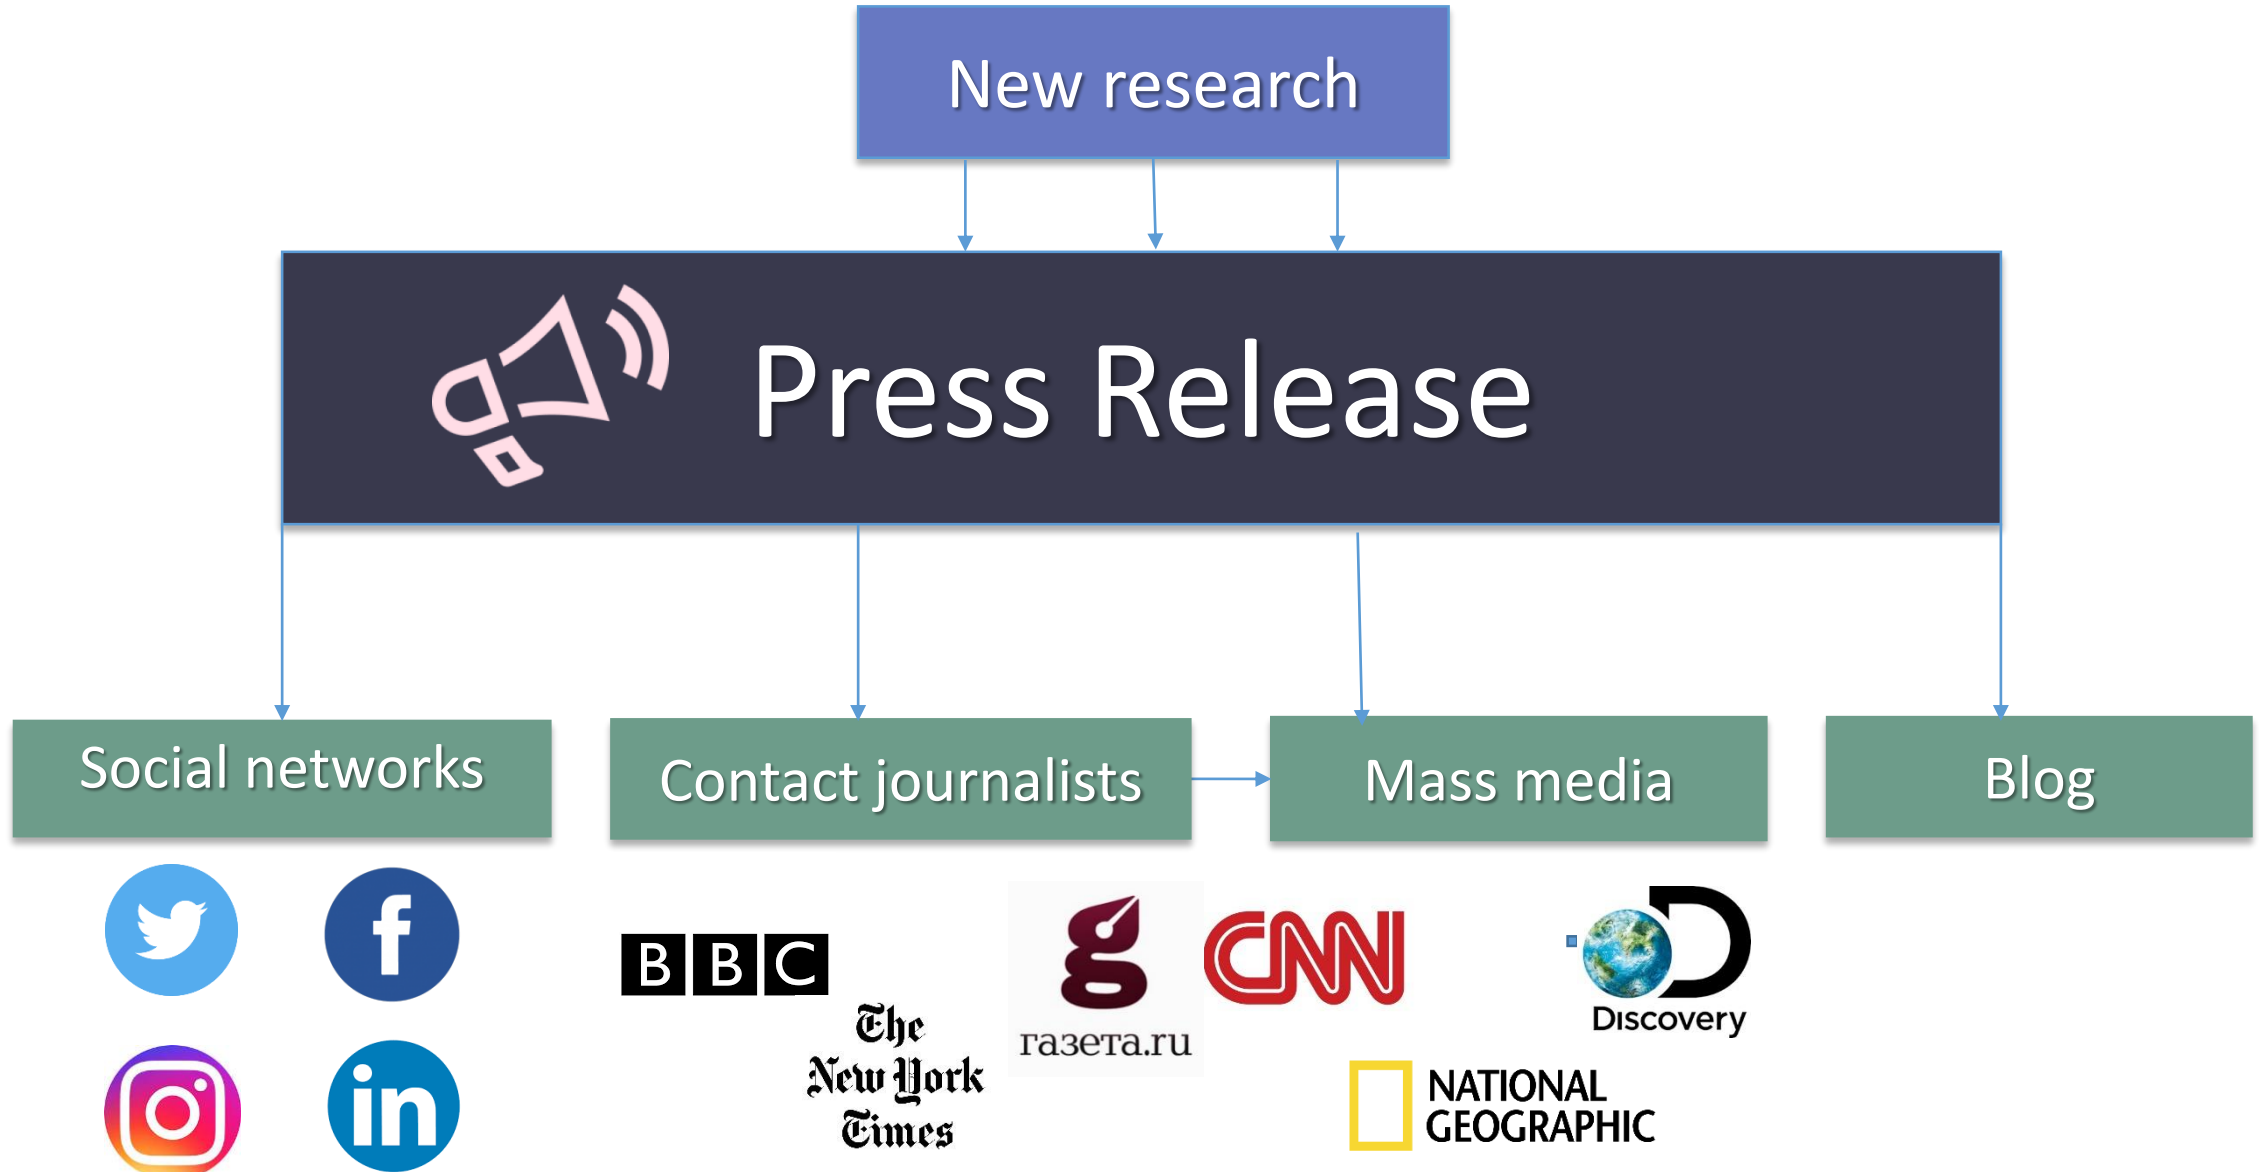 New research
Press Release
Social networks
Contact journalists
Mass media
Blog
f
BBC
The
New York
Times
газета.ru
CNN
Discovery
in
NATIONAL
GEOGRAPHIC